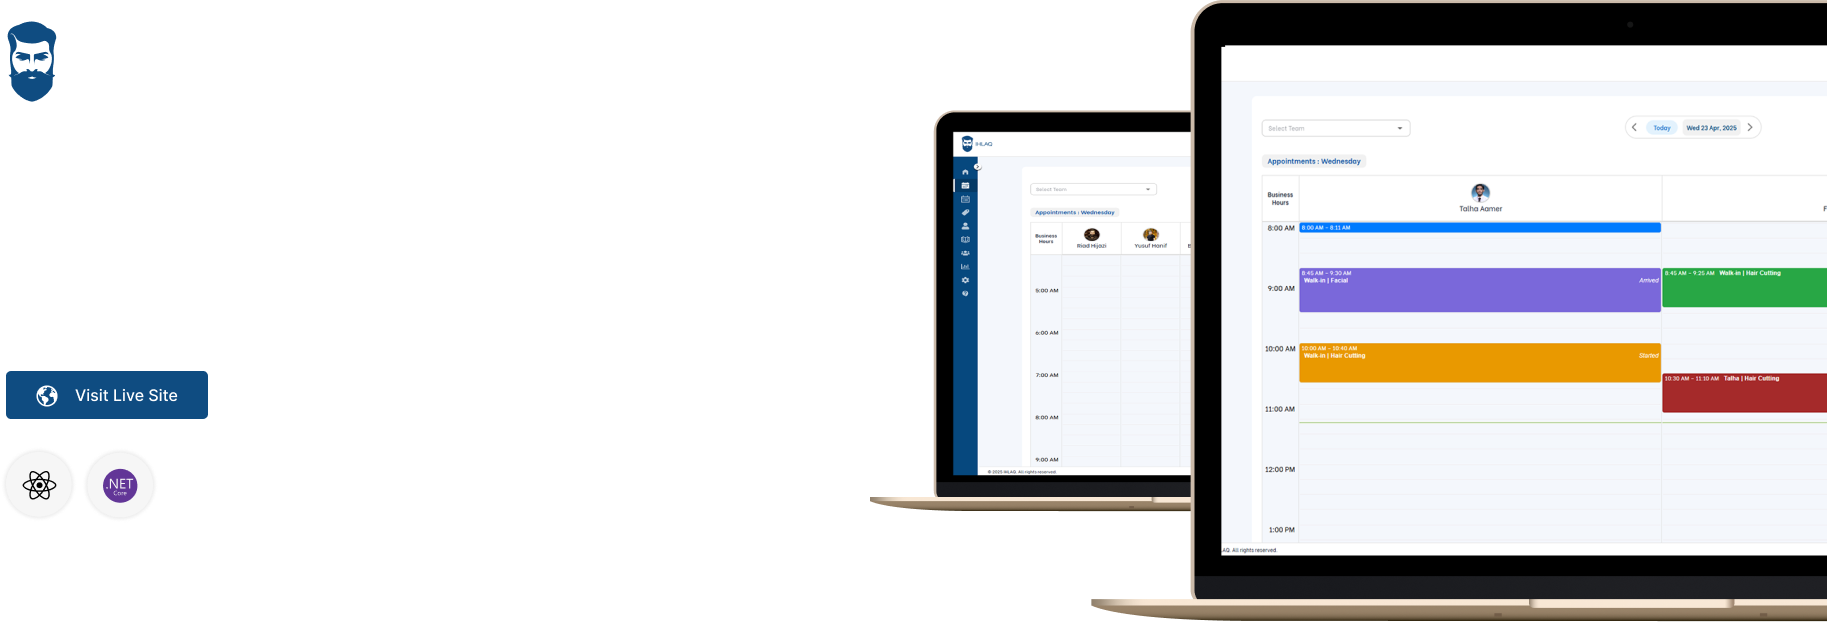 Visit Live Site
.NET
Core
IHLAQ
Select Team
Appointments : Wednesday
Business
Hours
Riad Hijazi
Yusuf Hanif
5:00 AM
6:00 AM
7:00 AM
8:00 AM
9:00 AM
© 2025 IHLAQ. All rights reserved.
Select Team
Today
Wed 23 Apr, 2025
Appointments : Wednesday
Business
Hours
Talha Aamer
F
8:00 AM
8:00 AM – 8:11 AM
8:45 AM – 9:30 AM
Walk-in | Facial
Arrived
8:45 AM – 9:25 AM Walk-in | Hair Cutting
9:00 AM
10:00 AM
10:00 AM – 10:40 AM
Walk-in | Hair Cutting
Started
10:30 AM – 11:10 AM Talha | Hair Cutting
11:00 AM
12:00 PM
1:00 PM
LAQ. All rights reserved.